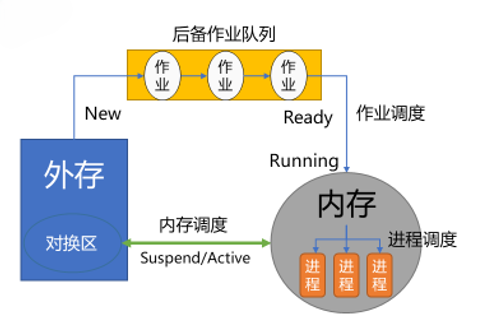 后备作业队列
作业
作业
作业
New
Ready
作业调度
Running
外存
内存
内存调度
对换区
进程调度
Suspend/Active
进程
进程
进程